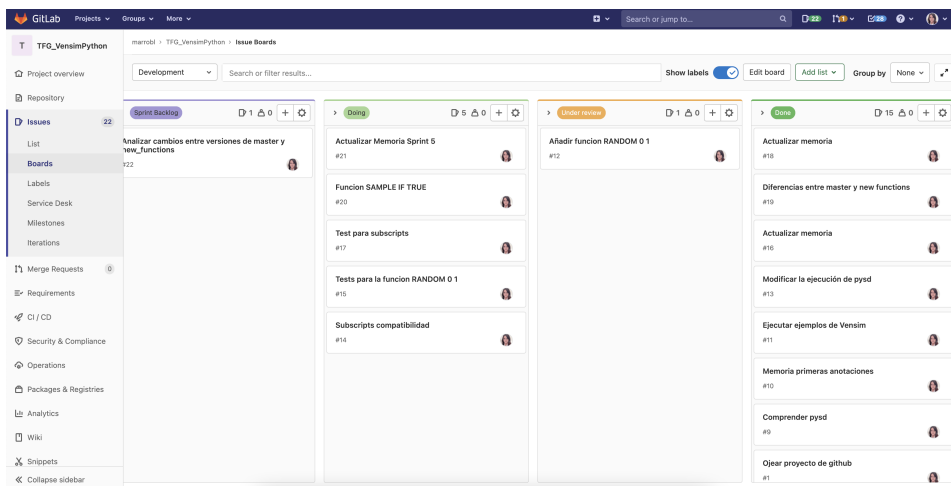 GitLab Projects Groups More Search or jump to... 22 1 28
T TFG_VensimPython
marrobl > TFG_VensimPython > Issue Boards
Project overview
Repository
Issues 22
List
Boards
Labels
Service Desk
Milestones
Iterations
Merge Requests 0
Requirements
CI / CD
Security & Compliance
Operations
Packages & Registries
Analytics
Wiki
Snippets
Collapse sidebar
Development Search or filter results... Show labels Edit board Add list Group by None
Sprint Backlog 1 0
Analizar cambios entre versiones de master y
new_functions
#22
Doing 5 0
Actualizar Memoria Sprint 5
#21
Funcion SAMPLE IF TRUE
#20
Test para subscripts
#17
Tests para la funcion RANDOM 0 1
#15
Subscripts compatibilidad
#14
Under review 1 0
Añadir funcion RANDOM 0 1
#12
Done 15 0
Actualizar memoria
#18
Diferencias entre master y new functions
#19
Actualizar memoria
#16
Modificar la ejecución de pysd
#13
Ejecutar ejemplos de Vensim
#11
Memoria primeras anotaciones
#10
Comprender pysd
#9
Ojear proyecto de github
#1